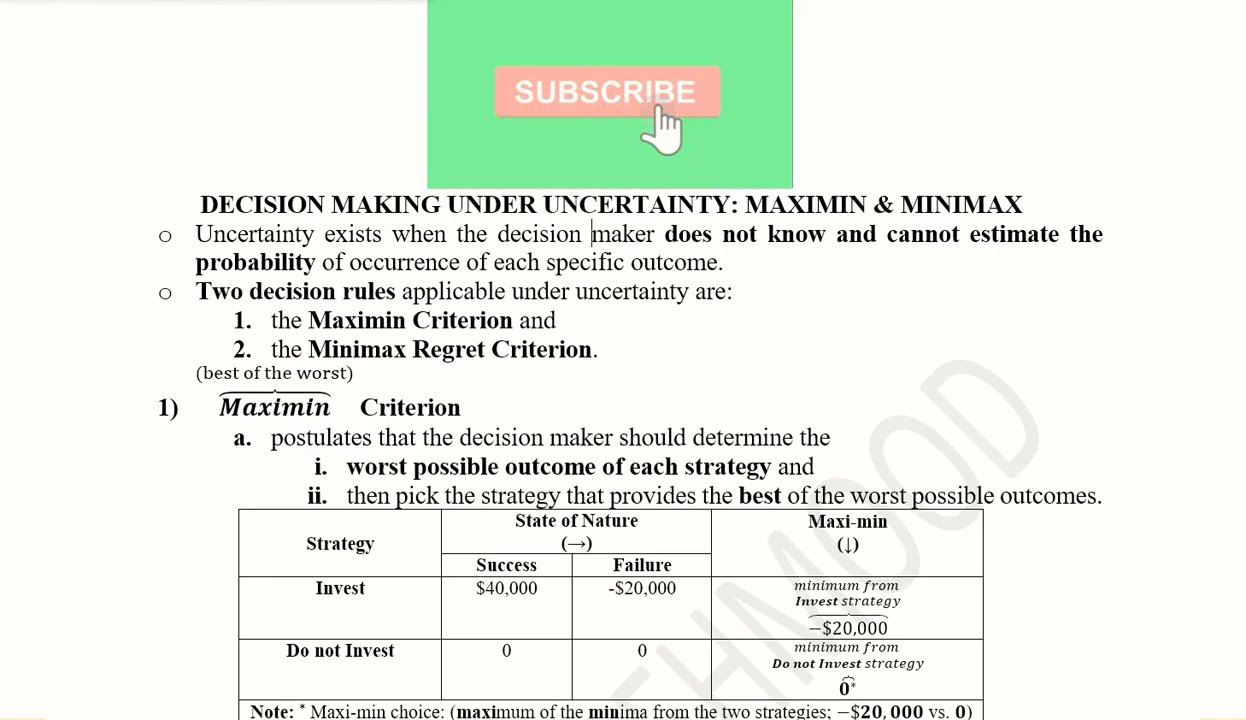 SUBSCRIBE
DECISION MAKING UNDER UNCERTAINTY: MAXIMIN & MINIMAX
o Uncertainty exists when the decision maker does not know and cannot estimate the
probability of occurrence of each specific outcome.
o Two decision rules applicable under uncertainty are:
1. the Maximin Criterion and
2. the Minimax Regret Criterion.
(best of the worst)
1) Maximin Criterion
a. postulates that the decision maker should determine the
i. worst possible outcome of each strategy and
ii. then pick the strategy that provides the best of the worst possible outcomes.
Strategy State of Nature (→) Maxi-min (↓)
Success Failure
Invest $40,000 -$20,000 minimum from
Invest strategy
−$20,000
Do not Invest 0 0 minimum from
Do not Invest strategy
0*
Note: * Maxi-min choice: (maximum of the minima from the two strategies; −$20,000 vs. 0)